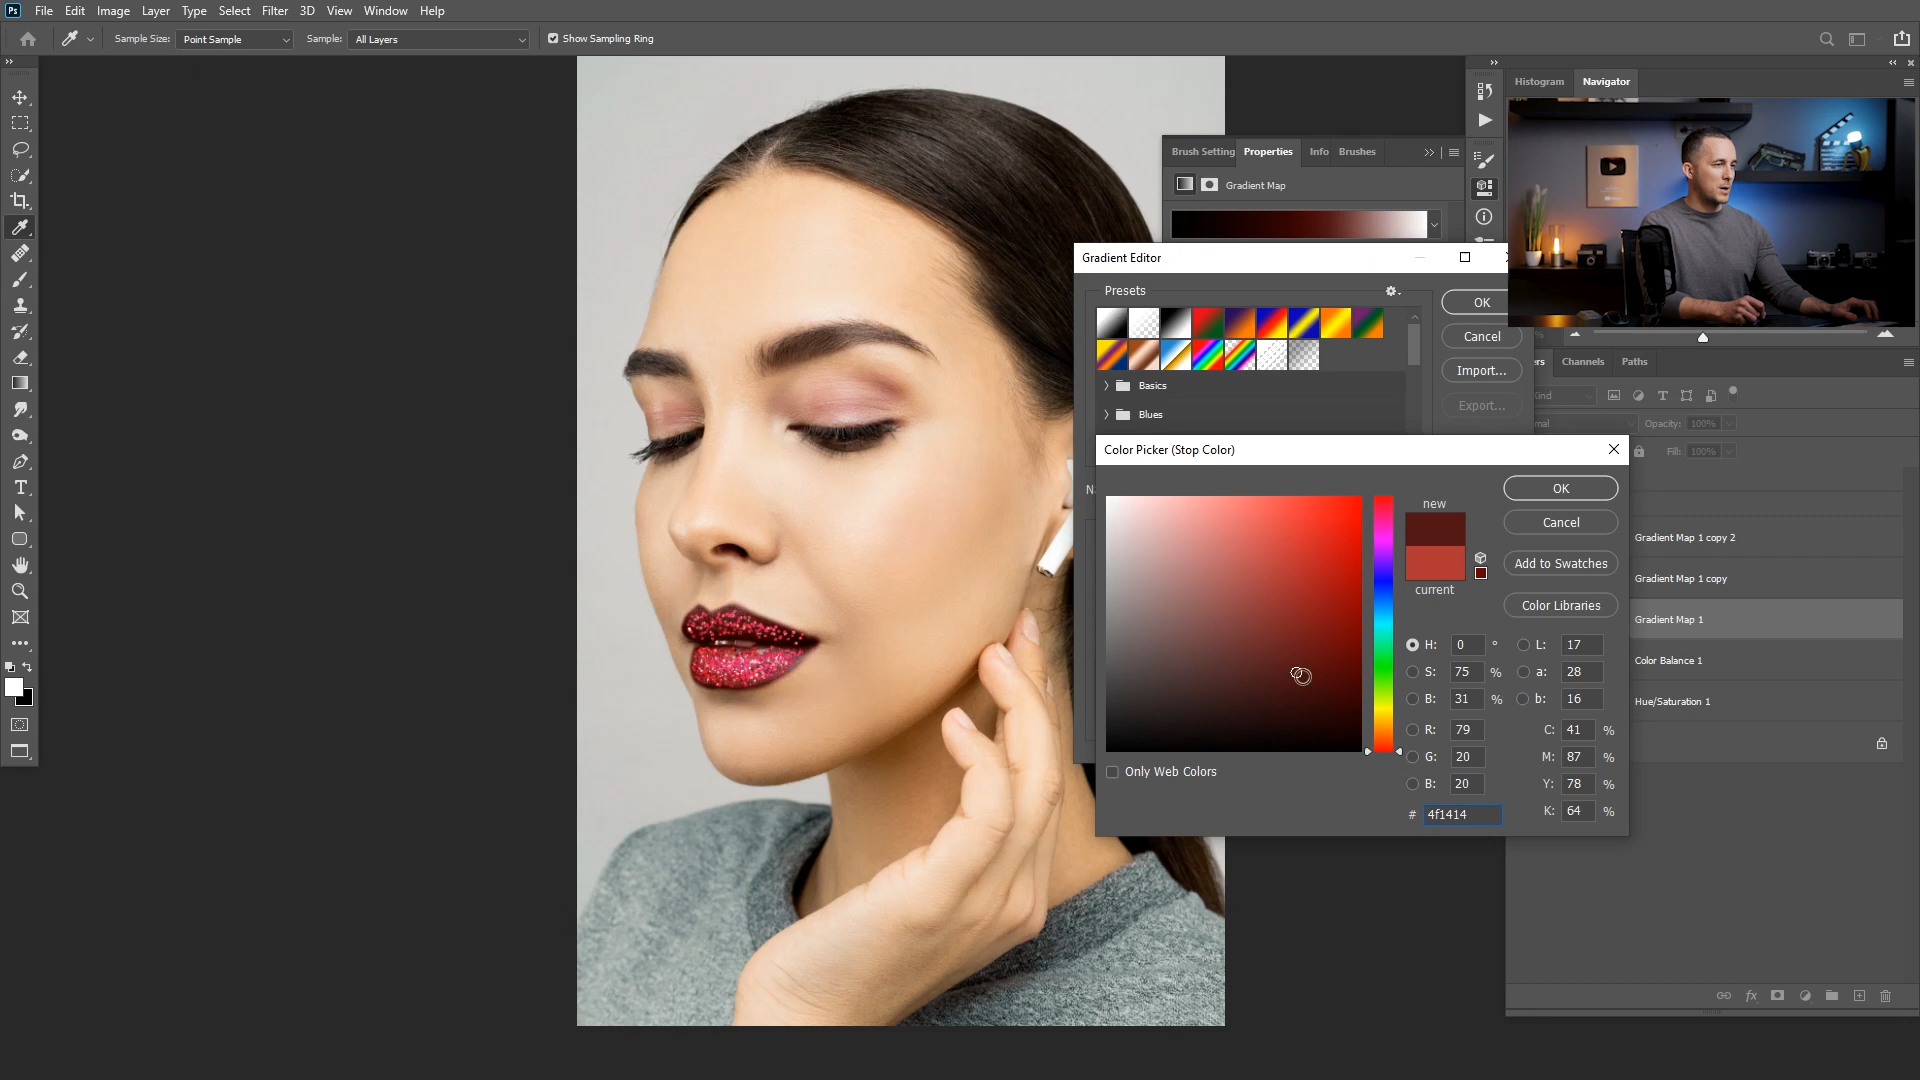 Ps File Edit Image Layer Type Select Filter 3D View Window Help
Sample Size: Point Sample Sample: All Layers Show Sampling Ring
Histogram Navigator
Brush Setting Properties Info Brushes
Gradient Map
Gradient Editor
Presets
OK
Cancel
Import...
Export...
Basics
Blues
Channels Paths
Opacity: 100%
Fill: 100%
Color Picker (Stop Color)
new
current
OK
Cancel
Add to Swatches
Color Libraries
H: 0 ° L: 17
S: 75 % a: 28
B: 31 % b: 16
R: 79 C: 41 %
G: 20 M: 87 %
B: 20 Y: 78 %
# 4f1414 K: 64 %
Only Web Colors
Gradient Map 1 copy 2
Gradient Map 1 copy
Gradient Map 1
Color Balance 1
Hue/Saturation 1
fx